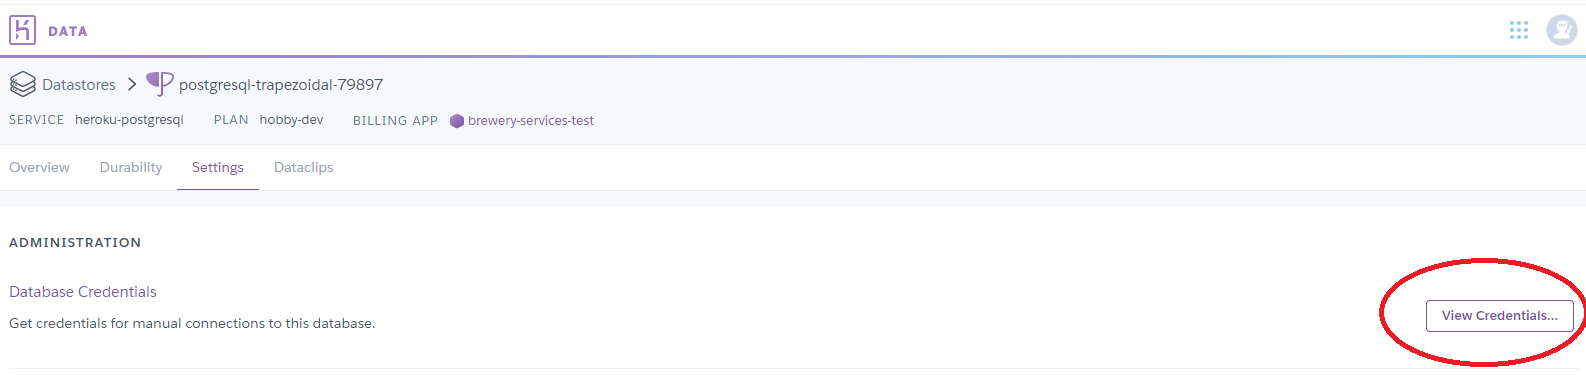 DATA
Datastores postgresql-trapezoidal-79897
SERVICE heroku-postgresql PLAN hobby-dev BILLING APP brewery-services-test
Overview Durability Settings Dataclips
ADMINISTRATION
Database Credentials
Get credentials for manual connections to this database.
View Credentials...